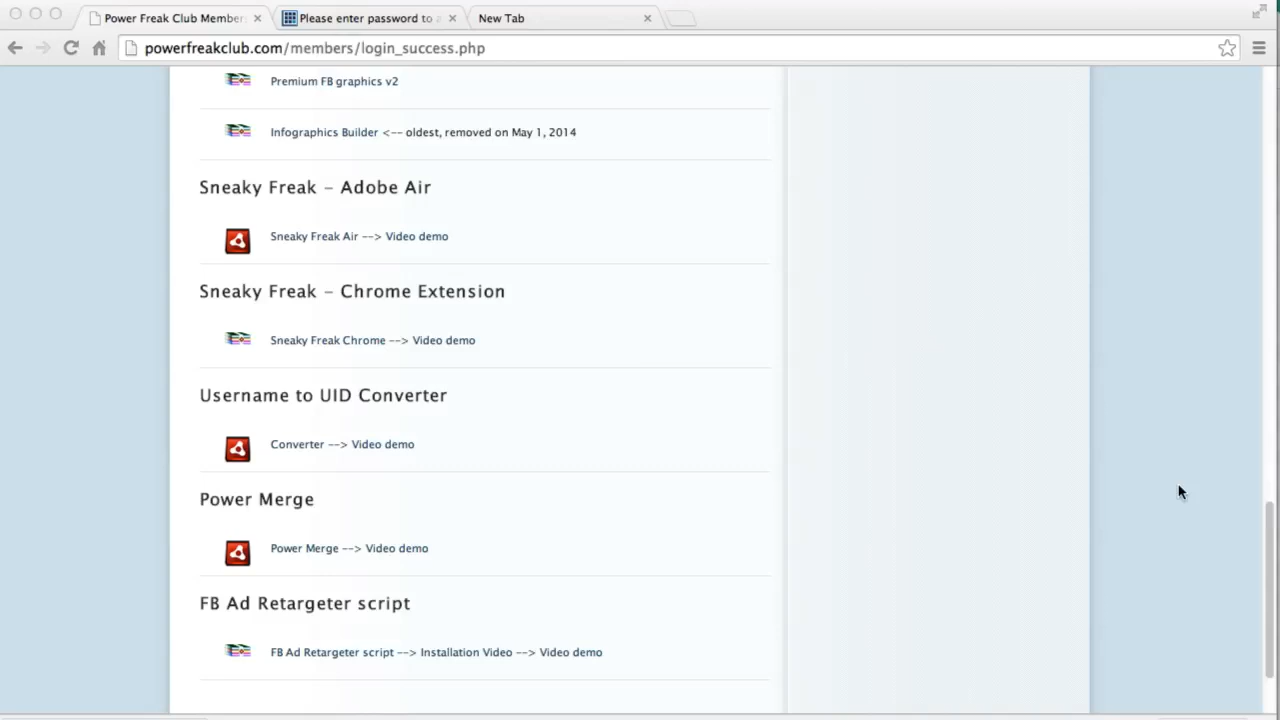 Power Freak Club Member
Please enter password to a
New Tab
powerfreakclub.com/members/login_success.php
Premium FB graphics v2
Infographics Builder <-- oldest, removed on May 1, 2014
Sneaky Freak – Adobe Air
Sneaky Freak Air --> Video demo
Sneaky Freak – Chrome Extension
Sneaky Freak Chrome --> Video demo
Username to UID Converter
Converter --> Video demo
Power Merge
Power Merge --> Video demo
FB Ad Retargeter script
FB Ad Retargeter script --> Installation Video --> Video demo